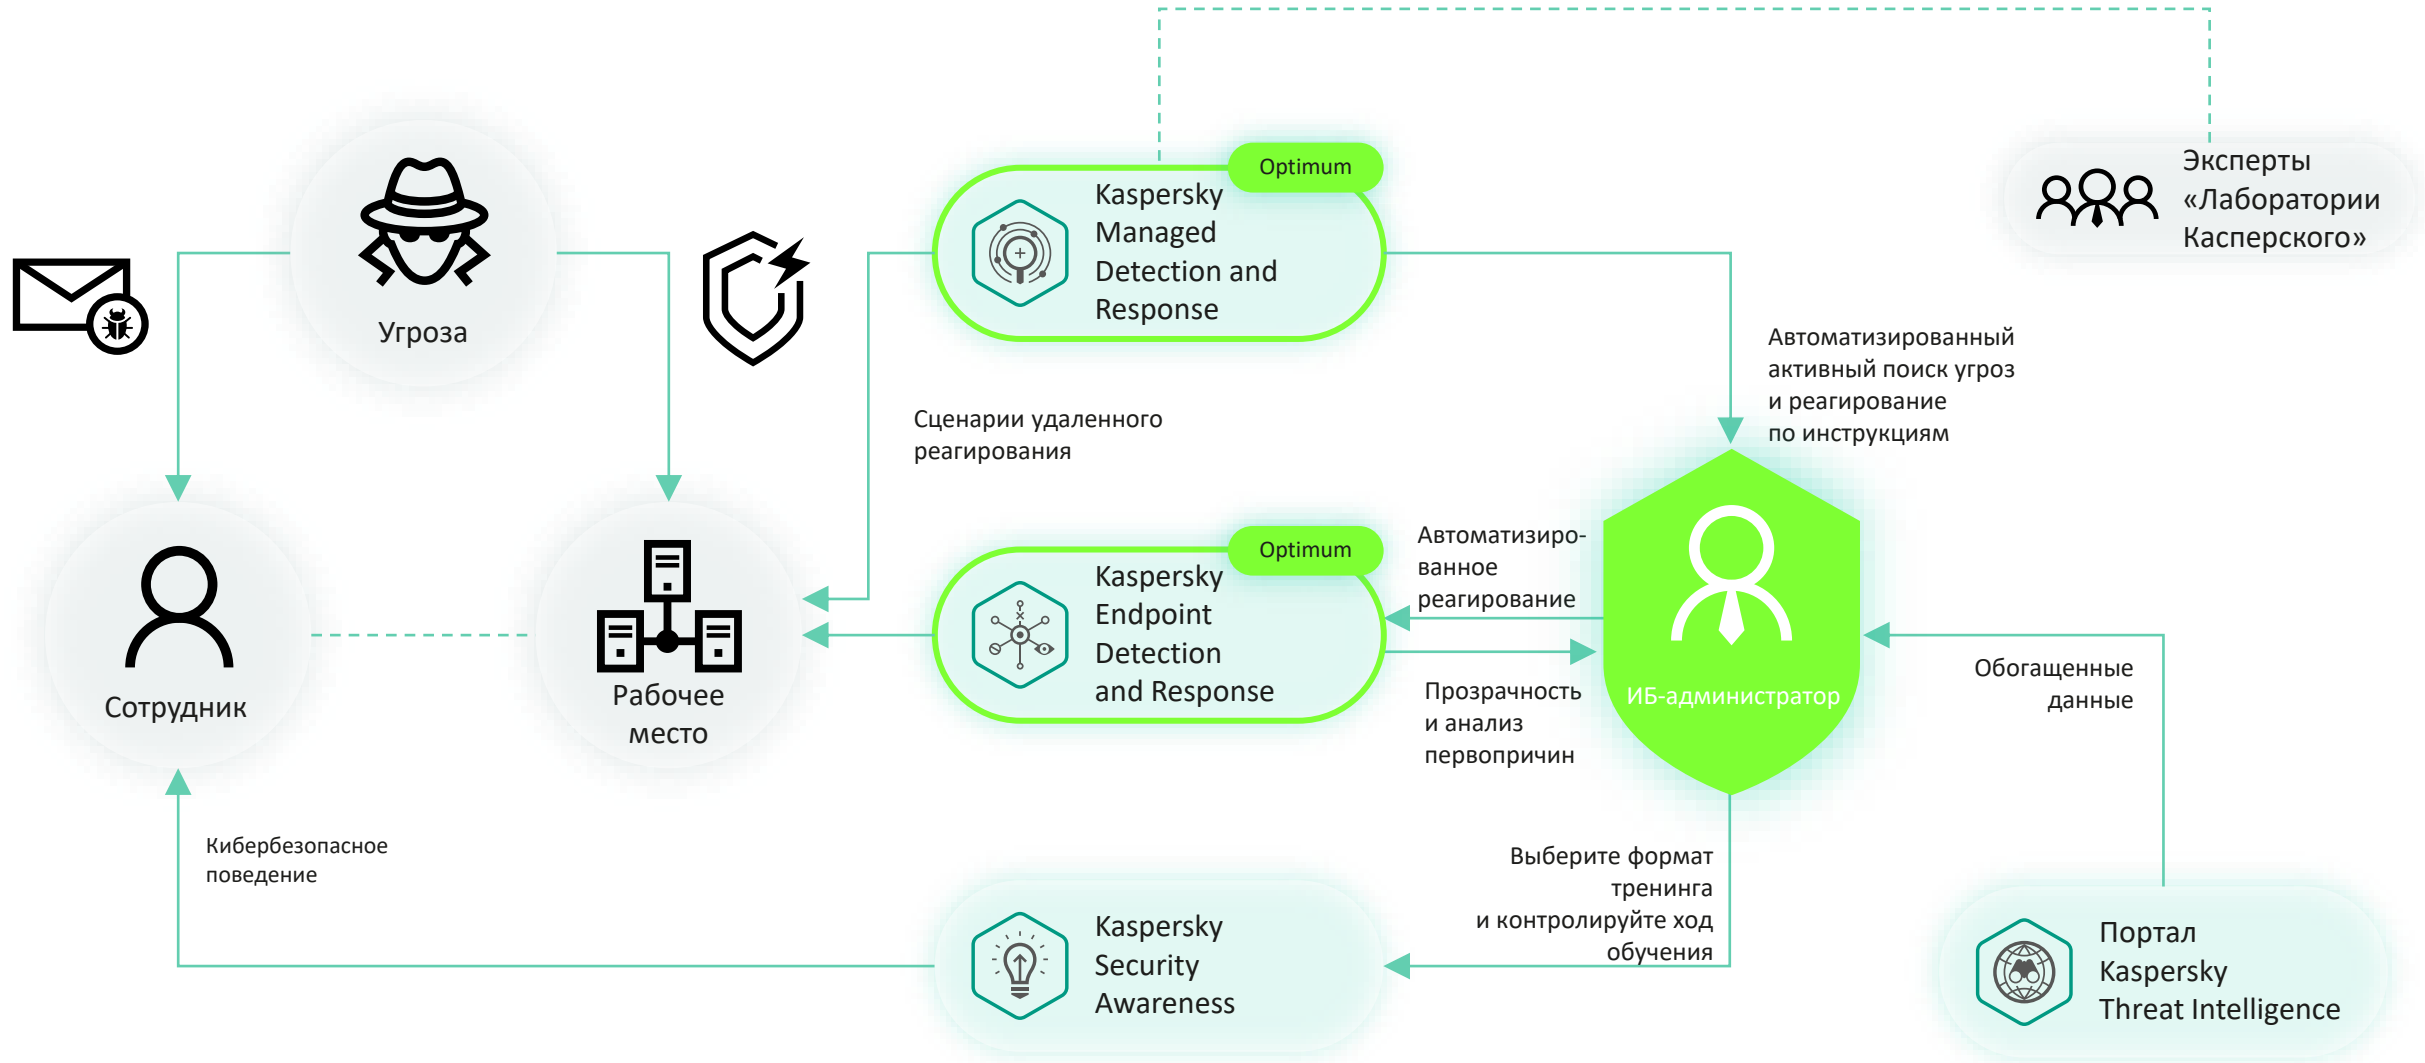 Optimum
Kaspersky
Managed
Detection and
Response
Эксперты
«Лаборатории
Касперского»
Угроза
Автоматизированный
активный поиск угроз
и реагирование
по инструкциям
Сценарии удаленного
реагирования
Optimum
Kaspersky
Endpoint
Detection
and Response
Автоматизиро-
ванное
реагирование
Прозрачность
и анализ
первопричин
ИБ-администратор
Обогащенные
данные
Сотрудник
Рабочее
место
Кибербезопасное
поведение
Выберите формат
тренинга
и контролируйте ход
обучения
Kaspersky
Security
Awareness
Портал
Kaspersky
Threat Intelligence